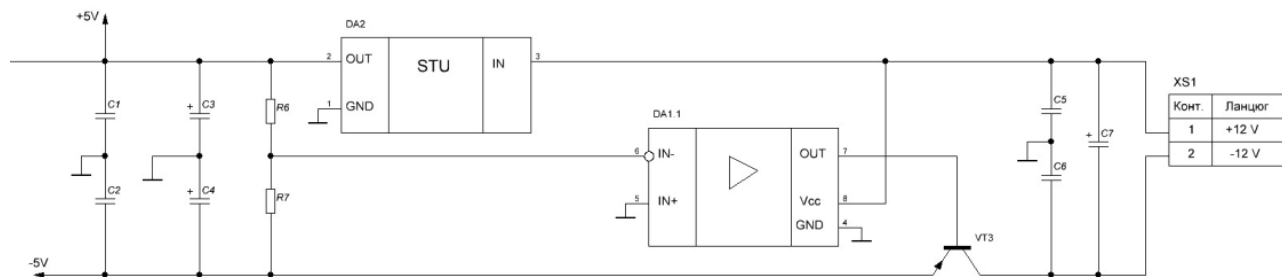 +5V
DA2
2
OUT
STU
IN
3
1
GND
C1
+
C3
R6
C5
+
C7
XS1
Конт.
Ланцюг
1
+12 V
2
-12 V
DA1.1
6
IN-
OUT
7
C6
C2
+
C4
R7
5
IN+
Vcc
8
GND
4
VT3
-5V